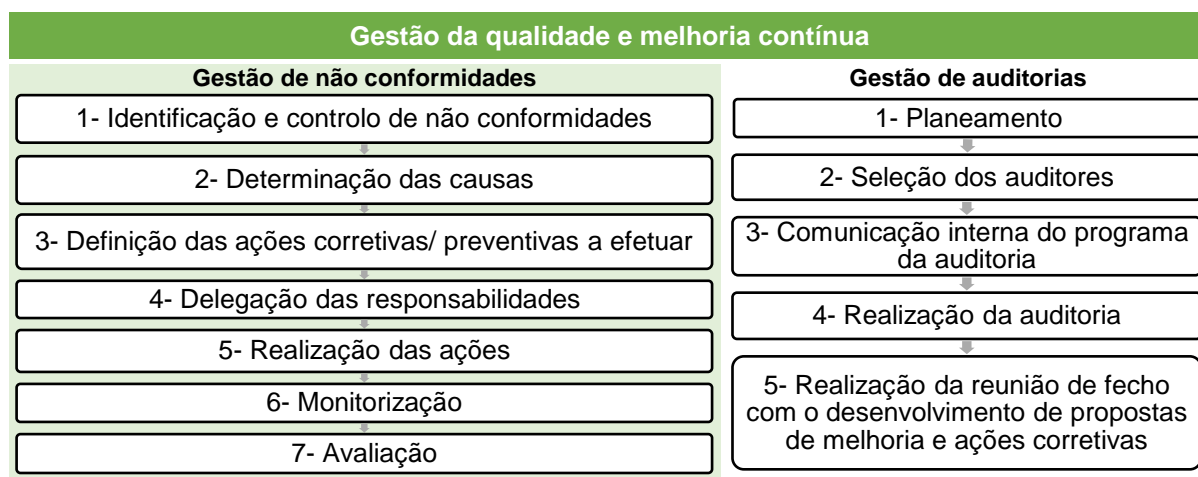 Gestão da qualidade e melhoria contínua
Gestão de não conformidades
1- Identificação e controlo de não conformidades
2- Determinação das causas
3- Definição das ações corretivas/ preventivas a efetuar
4- Delegação das responsabilidades
5- Realização das ações
6- Monitorização
7- Avaliação
Gestão de auditorias
1- Planeamento
2- Seleção dos auditores
3- Comunicação interna do programa
da auditoria
4- Realização da auditoria
5- Realização da reunião de fecho
com o desenvolvimento de propostas
de melhoria e ações corretivas